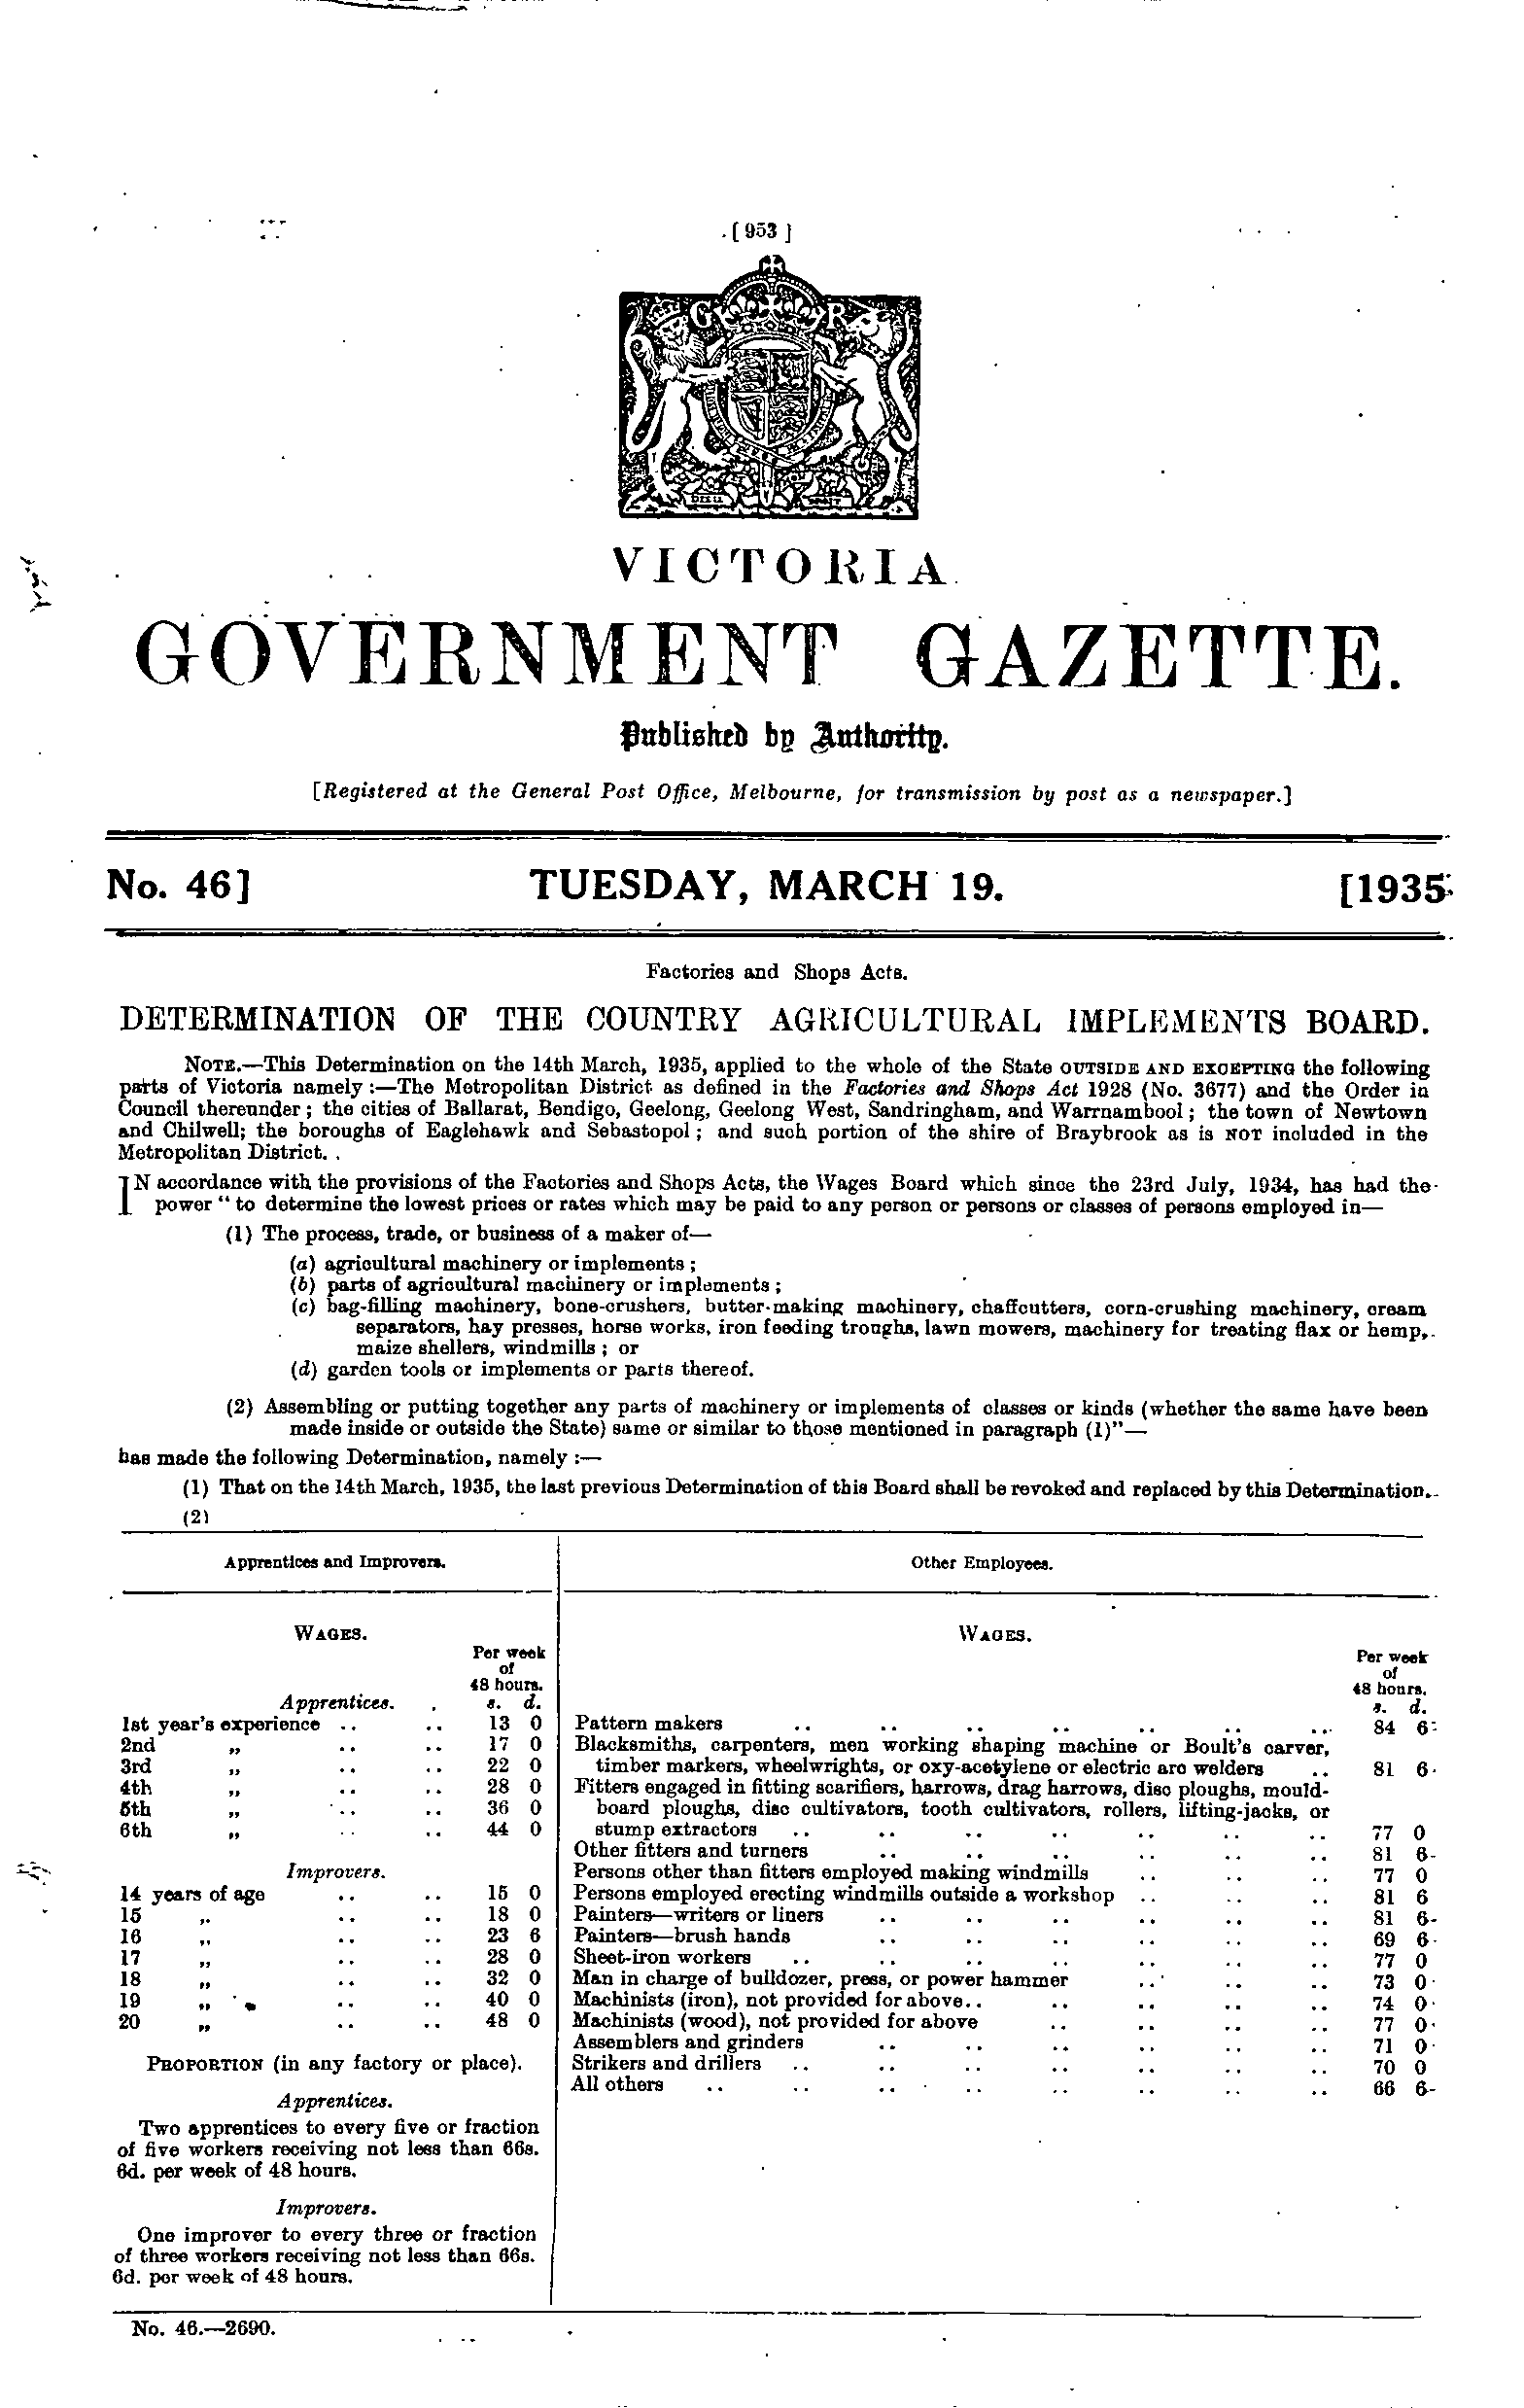 [ 953 ]
G R
VICTORIA
GOVERNMENT GAZETTE.
Published by Authority.
[Registered at the General Post Office, Melbourne, for transmission by post as a newspaper.]
No. 46] TUESDAY, MARCH 19. [1935
Factories and Shops Acts.
DETERMINATION OF THE COUNTRY AGRICULTURAL IMPLEMENTS BOARD.
NOTE.—This Determination on the 14th March, 1935, applied to the whole of the State OUTSIDE AND EXCEPTING the following
parts of Victoria namely :—The Metropolitan District as defined in the Factories and Shops Act 1928 (No. 3677) and the Order in
Council thereunder ; the cities of Ballarat, Bendigo, Geelong, Geelong West, Sandringham, and Warrnambool ; the town of Newtown
and Chilwell; the boroughs of Eaglehawk and Sebastopol ; and such portion of the shire of Braybrook as is NOT included in the
Metropolitan District.
IN accordance with the provisions of the Factories and Shops Acts, the Wages Board which since the 23rd July, 1934, has had the
power " to determine the lowest prices or rates which may be paid to any person or persons or classes of persons employed in—
(1) The process, trade, or business of a maker of—
(a) agricultural machinery or implements ;
(b) parts of agricultural machinery or implements ;
(c) bag-filling machinery, bone-crushers, butter-making machinery, chaffcutters, corn-crushing machinery, cream
separators, hay presses, horse works, iron feeding troughs, lawn mowers, machinery for treating flax or hemp,
maize shellers, windmills ; or
(d) garden tools or implements or parts thereof.
(2) Assembling or putting together any parts of machinery or implements of classes or kinds (whether the same have been
made inside or outside the State) same or similar to those mentioned in paragraph (1)"—
has made the following Determination, namely :—
(1) That on the 14th March, 1935, the last previous Determination of this Board shall be revoked and replaced by this Determination.
(2)
Apprentices and Improvers.
WAGES.
Per week
of
48 hours.
Apprentices. s. d.
1st year's experience .. .. 13 0
2nd „ .. .. 17 0
3rd „ .. .. 22 0
4th „ .. .. 28 0
5th „ .. .. 36 0
6th „ .. .. 44 0
Improvers.
14 years of age .. .. 15 0
15 „ .. .. 18 0
16 „ .. .. 23 6
17 „ .. .. 28 0
18 „ .. .. 32 0
19 „ .. .. 40 0
20 „ .. .. 48 0
PROPORTION (in any factory or place).
Apprentices.
Two apprentices to every five or fraction
of five workers receiving not less than 66s.
6d. per week of 48 hours.
Improvers.
One improver to every three or fraction
of three workers receiving not less than 66s.
6d. per week of 48 hours.
Other Employees.
WAGES.
Per week
of
48 hours.
s. d.
Pattern makers .. .. .. .. .. .. .. 84 6
Blacksmiths, carpenters, men working shaping machine or Boult's carver,
timber markers, wheelwrights, or oxy-acetylene or electric arc welders .. 81 6
Fitters engaged in fitting scarifiers, harrows, drag harrows, disc ploughs, mould-
board ploughs, disc cultivators, tooth cultivators, rollers, lifting-jacks, or
stump extractors .. .. .. .. .. .. .. 77 0
Other fitters and turners .. .. .. .. .. .. 81 6
Persons other than fitters employed making windmills .. .. .. 77 0
Persons employed erecting windmills outside a workshop .. .. .. 81 6
Painters—writers or liners .. .. .. .. .. .. 81 6
Painters—brush hands .. .. .. .. .. .. 69 6
Sheet-iron workers .. .. .. .. .. .. .. 77 0
Man in charge of bulldozer, press, or power hammer .. .. .. 73 0
Machinists (iron), not provided for above.. .. .. .. .. 74 0
Machinists (wood), not provided for above .. .. .. .. 77 0
Assemblers and grinders .. .. .. .. .. .. 71 0
Strikers and drillers .. .. .. .. .. .. .. 70 0
All others .. .. .. .. .. .. .. .. 66 6
No. 46.—2690.